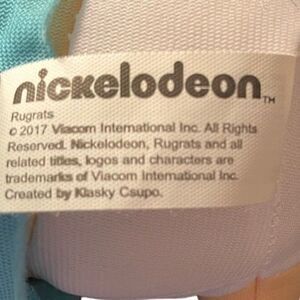 nickelodeon™
Rugrats
© 2017 Viacom International Inc. All Rights
Reserved. Nickelodeon, Rugrats and all
related titles, logos and characters are
trademarks of Viacom International Inc.
Created by Klasky Csupo.